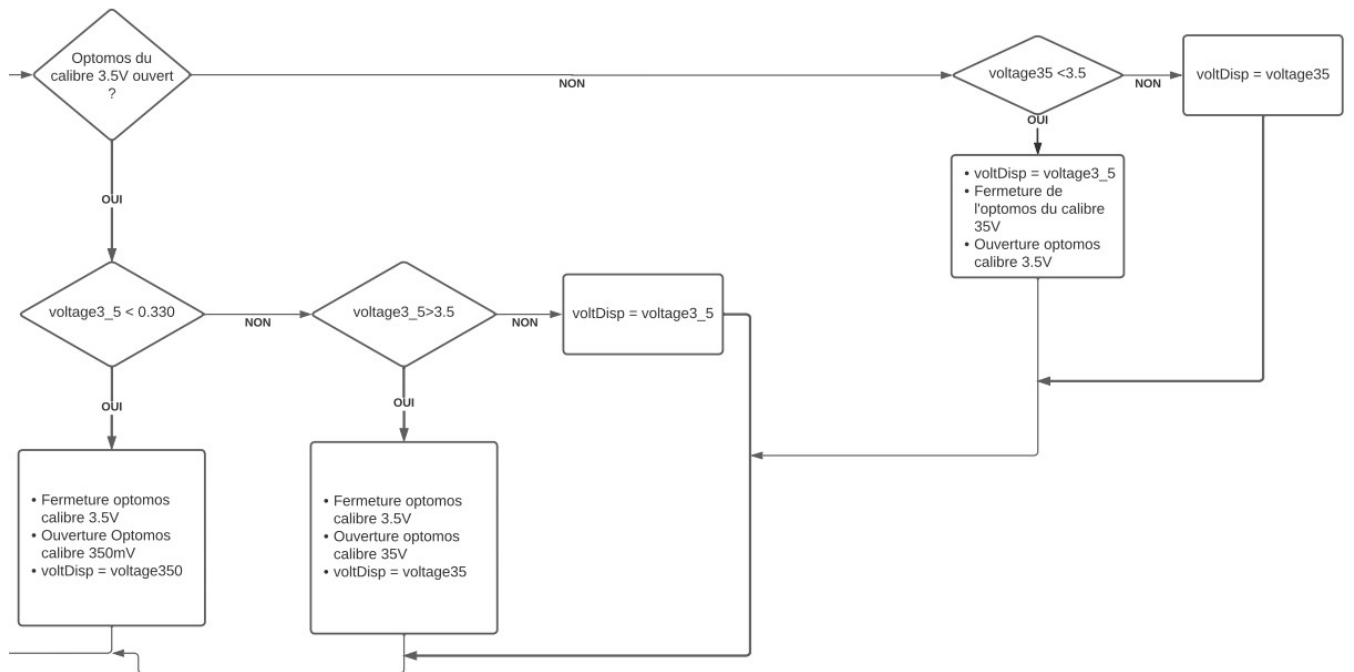 Optomos du
calibre 3.5V ouvert
?
NON
voltage35 <3.5
NON
voltDisp = voltage35
OUI
• voltDisp = voltage3_5
• Fermeture de
l'optomos du calibre
35V
• Ouverture optomos
calibre 3.5V
OUI
voltage3_5 < 0.330
NON
voltage3_5>3.5
NON
voltDisp = voltage3_5
OUI
OUI
• Fermeture optomos
calibre 3.5V
• Ouverture Optomos
calibre 350mV
• voltDisp = voltage350
• Fermeture optomos
calibre 3.5V
• Ouverture optomos
calibre 35V
• voltDisp = voltage35